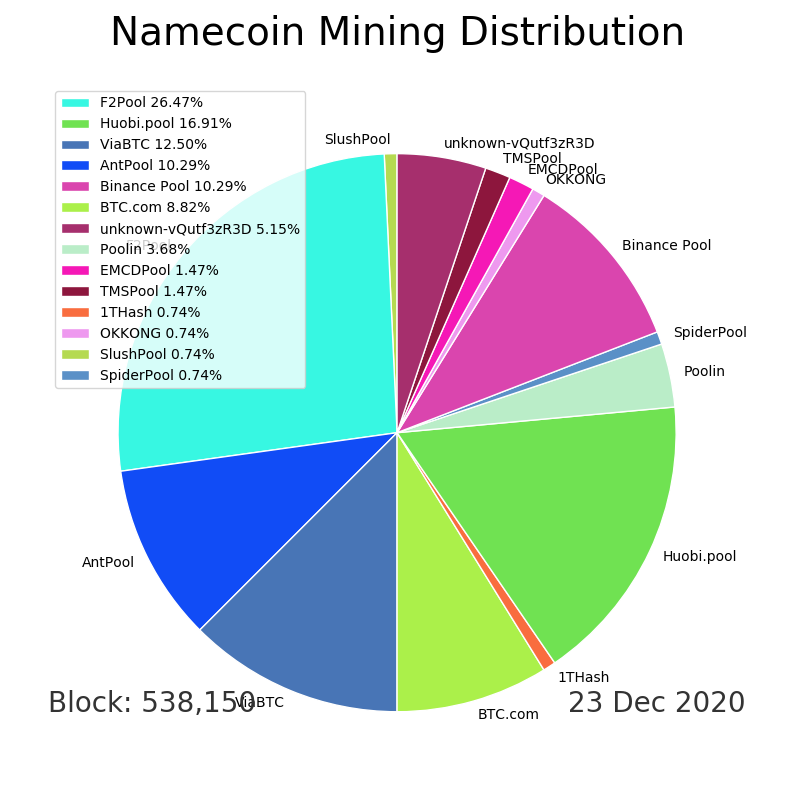 Namecoin Mining Distribution
F2Pool 26.47%
Huobi.pool 16.91%
ViaBTC 12.50%
AntPool 10.29%
Binance Pool 10.29%
BTC.com 8.82%
unknown-vQutf3zR3D 5.15%
Poolin 3.68%
EMCDPool 1.47%
TMSPool 1.47%
1THash 0.74%
OKKONG 0.74%
SlushPool 0.74%
SpiderPool 0.74%
SlushPool
unknown-vQutf3zR3D
TMSPool
EMCDPool
OKKONG
F2Pool
Binance Pool
SpiderPool
Poolin
Huobi.pool
AntPool
1THash
ViaBTC
BTC.com
Block: 538,150
23 Dec 2020